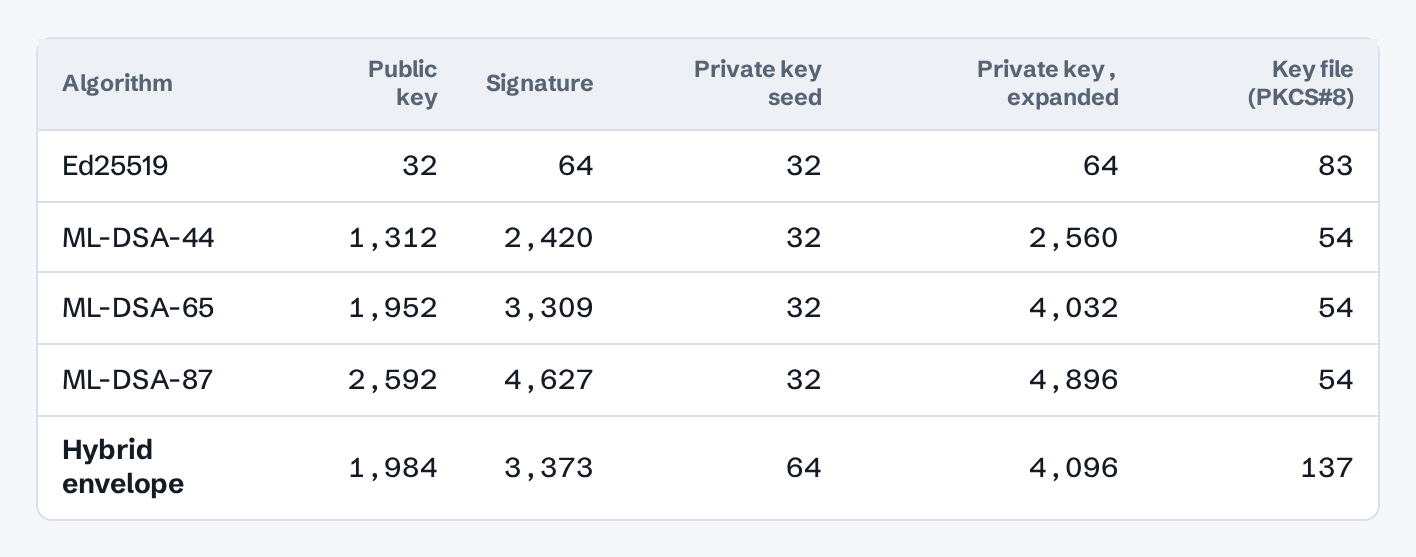 Algorithm Public key Signature Private key seed Private key, expanded Key file (PKCS#8)
Ed25519 32 64 32 64 83
ML-DSA-44 1,312 2,420 32 2,560 54
ML-DSA-65 1,952 3,309 32 4,032 54
ML-DSA-87 2,592 4,627 32 4,896 54
Hybrid envelope 1,984 3,373 64 4,096 137